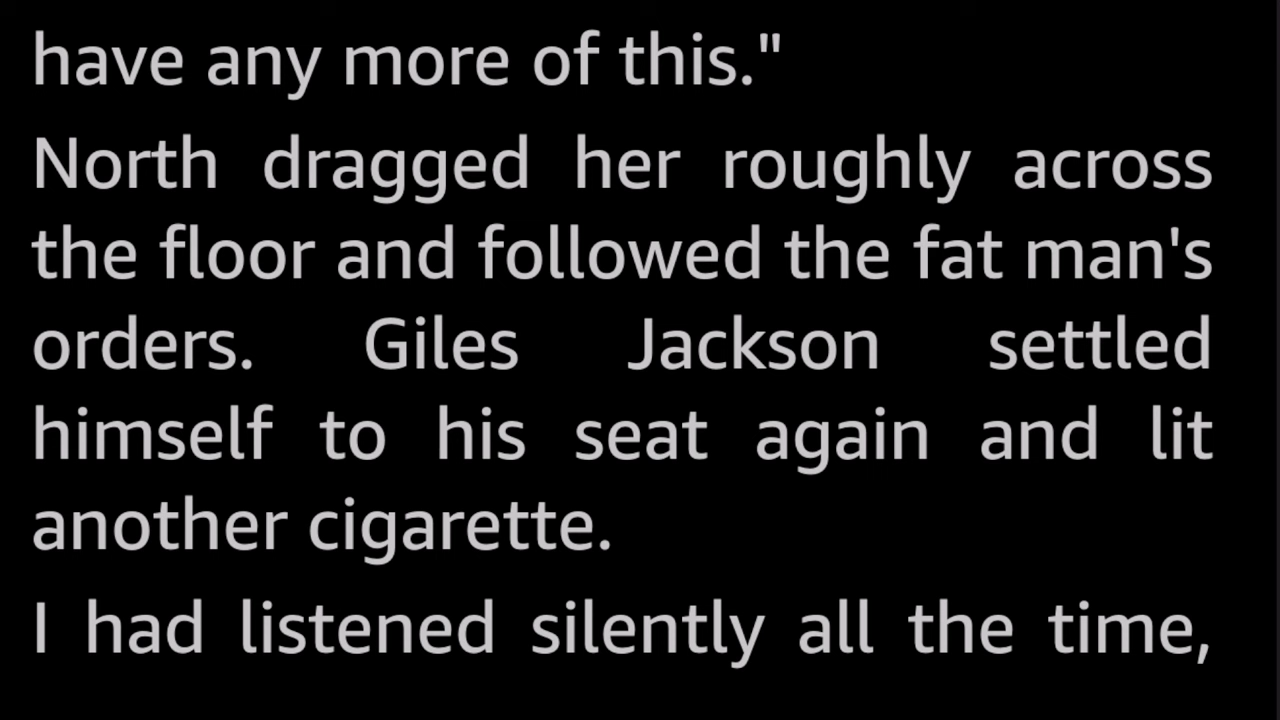 have any more of this."
North dragged her roughly across
the floor and followed the fat man's
orders. Giles Jackson settled
himself to his seat again and lit
another cigarette.
I had listened silently all the time,